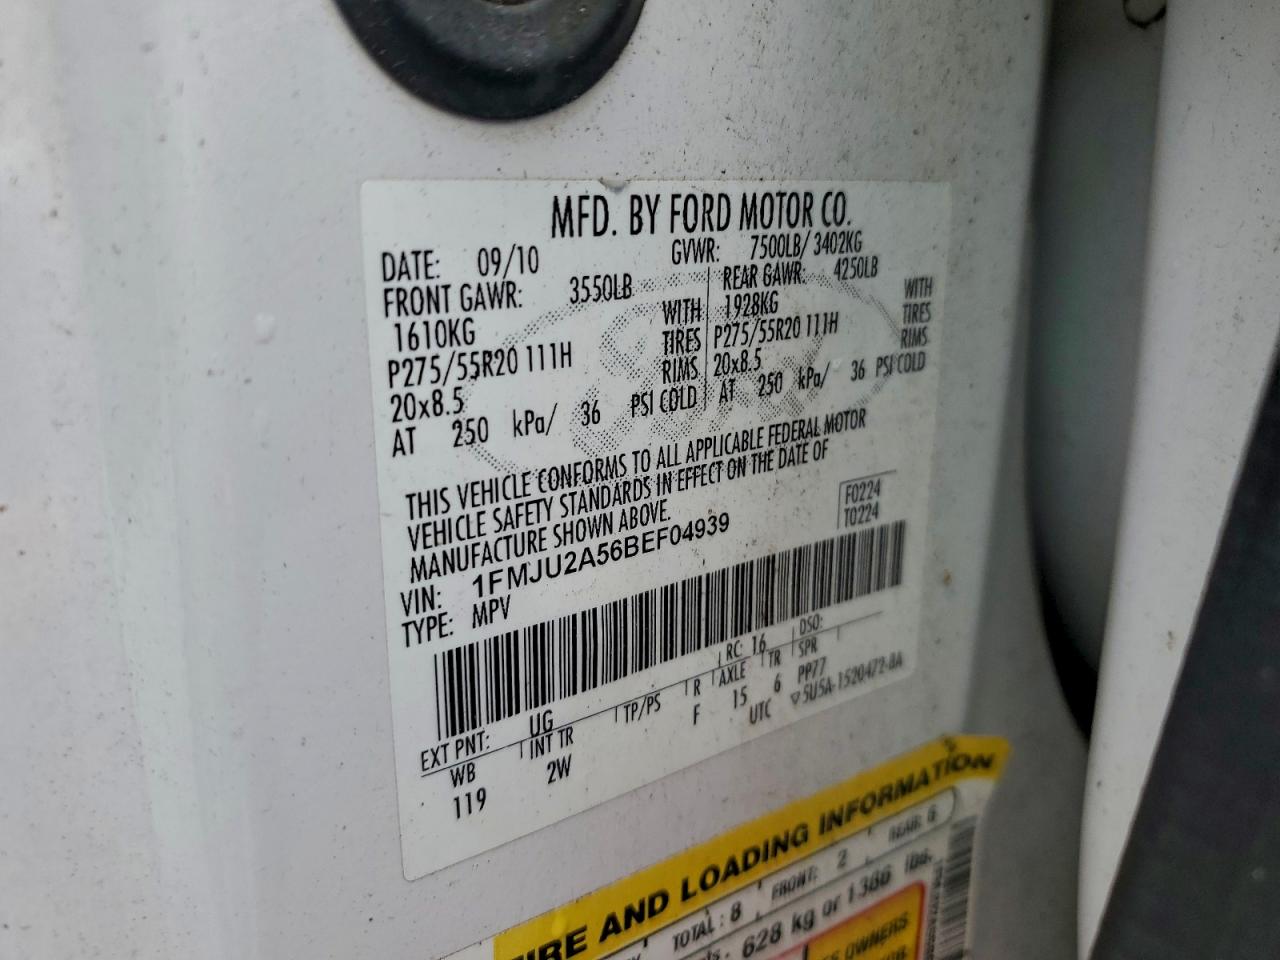 MFD. BY FORD MOTOR CO.
DATE: 09/10 GVWR: 7500LB/ 3402KG
FRONT GAWR: 3550LB REAR GAWR: 4250LB
1610KG WITH 1928KG WITH
P275/55R20 111H TIRES P275/55R20 111H TIRES
20x8.5 RIMS 20x8.5 RIMS
AT 250 kPa/ 36 PSI COLD AT 250 kPa/ 36 PSI COLD
THIS VEHICLE CONFORMS TO ALL APPLICABLE FEDERAL MOTOR
VEHICLE SAFETY STANDARDS IN EFFECT ON THE DATE OF
MANUFACTURE SHOWN ABOVE.
F0224
T0224
VIN: 1FMJU2A56BEF04939
TYPE: MPV
EXT PNT: UG RC: 16 DSO:
WB INT TR TP/PS R AXLE TR SPR
119 2W F 15 6 PP77
UTC ▽5U5A-1520472-BA
TIRE AND LOADING INFORMATION
TOTAL: 8 FRONT: 2 REAR 6
628 kg or 1386 lbs.
OWNERS